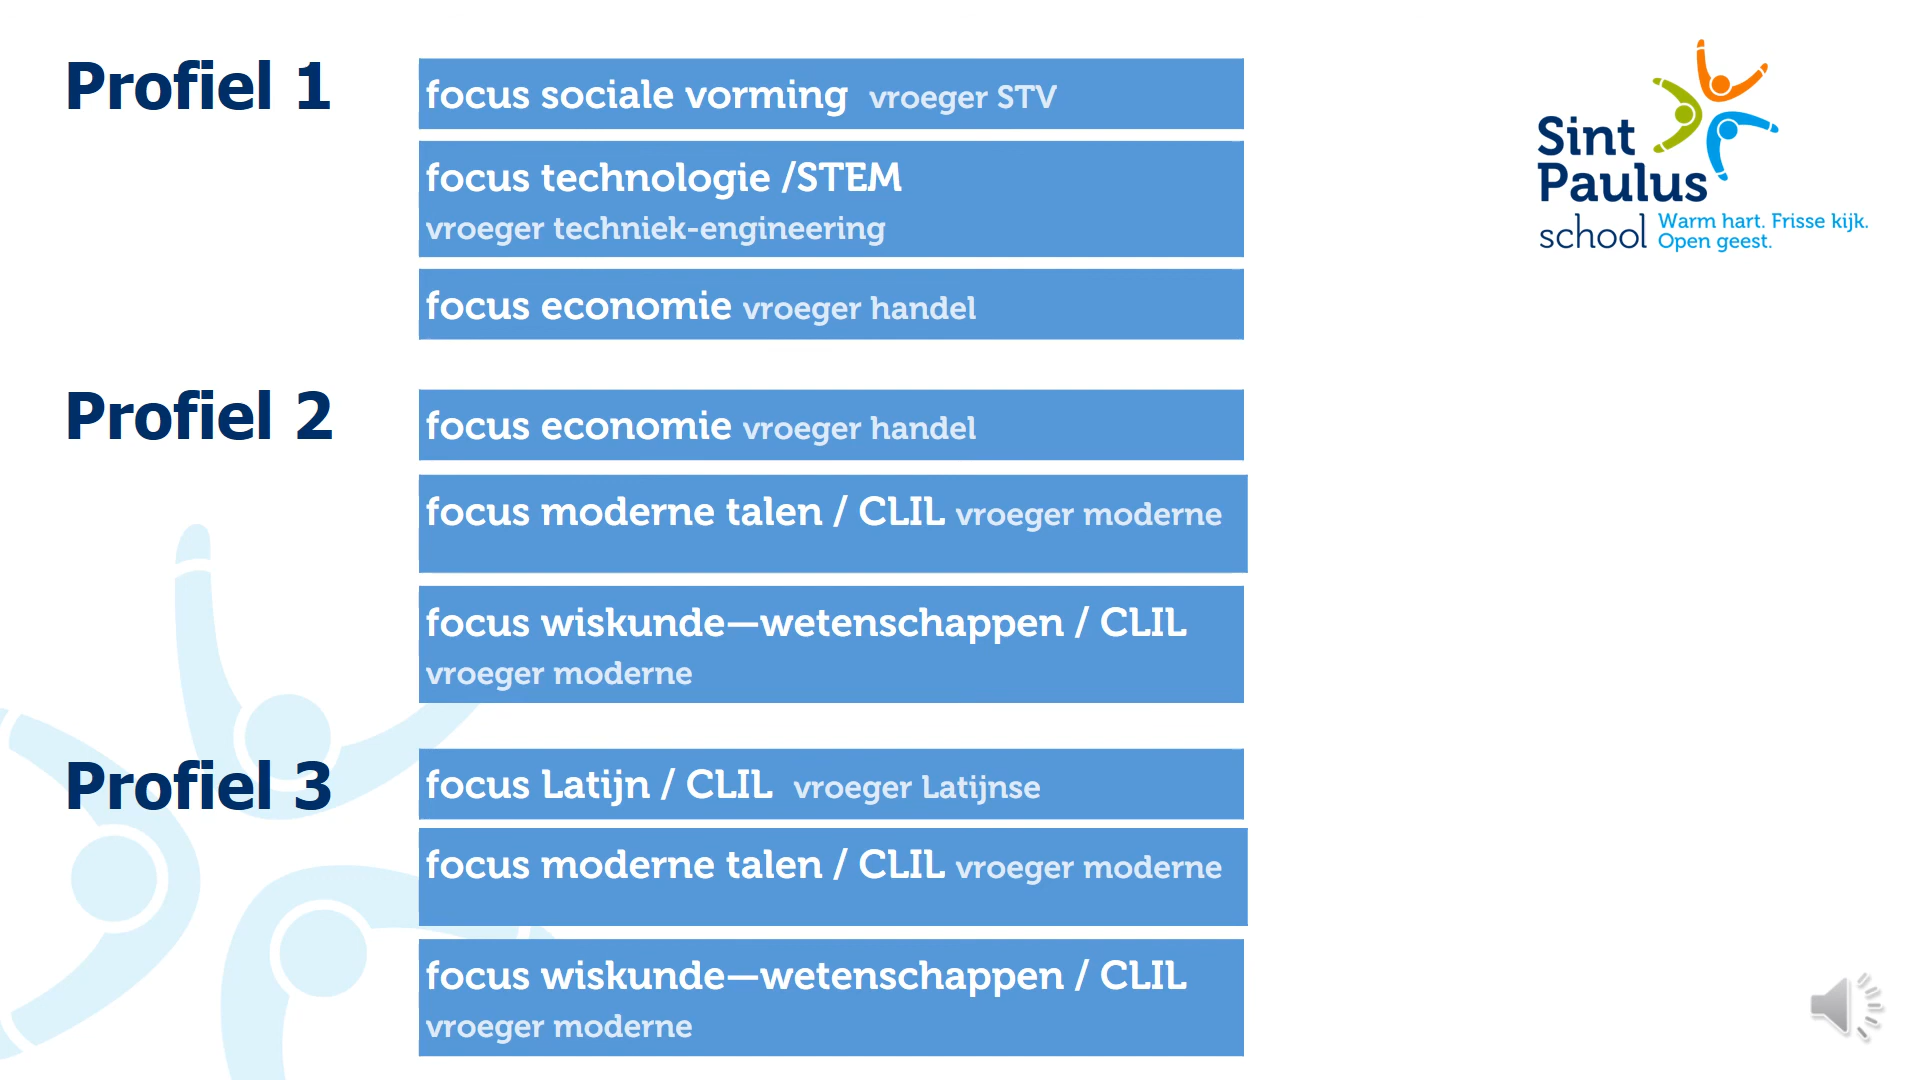 Profiel 1
focus sociale vorming vroeger STV
focus technologie /STEM
vroeger techniek-engineering
focus economie vroeger handel
Profiel 2
focus economie vroeger handel
focus moderne talen / CLIL vroeger moderne
focus wiskunde—wetenschappen / CLIL
vroeger moderne
Profiel 3
focus Latijn / CLIL vroeger Latijnse
focus moderne talen / CLIL vroeger moderne
focus wiskunde—wetenschappen / CLIL
vroeger moderne
Sint
Paulus
school
Warm hart. Frisse kijk.
Open geest.